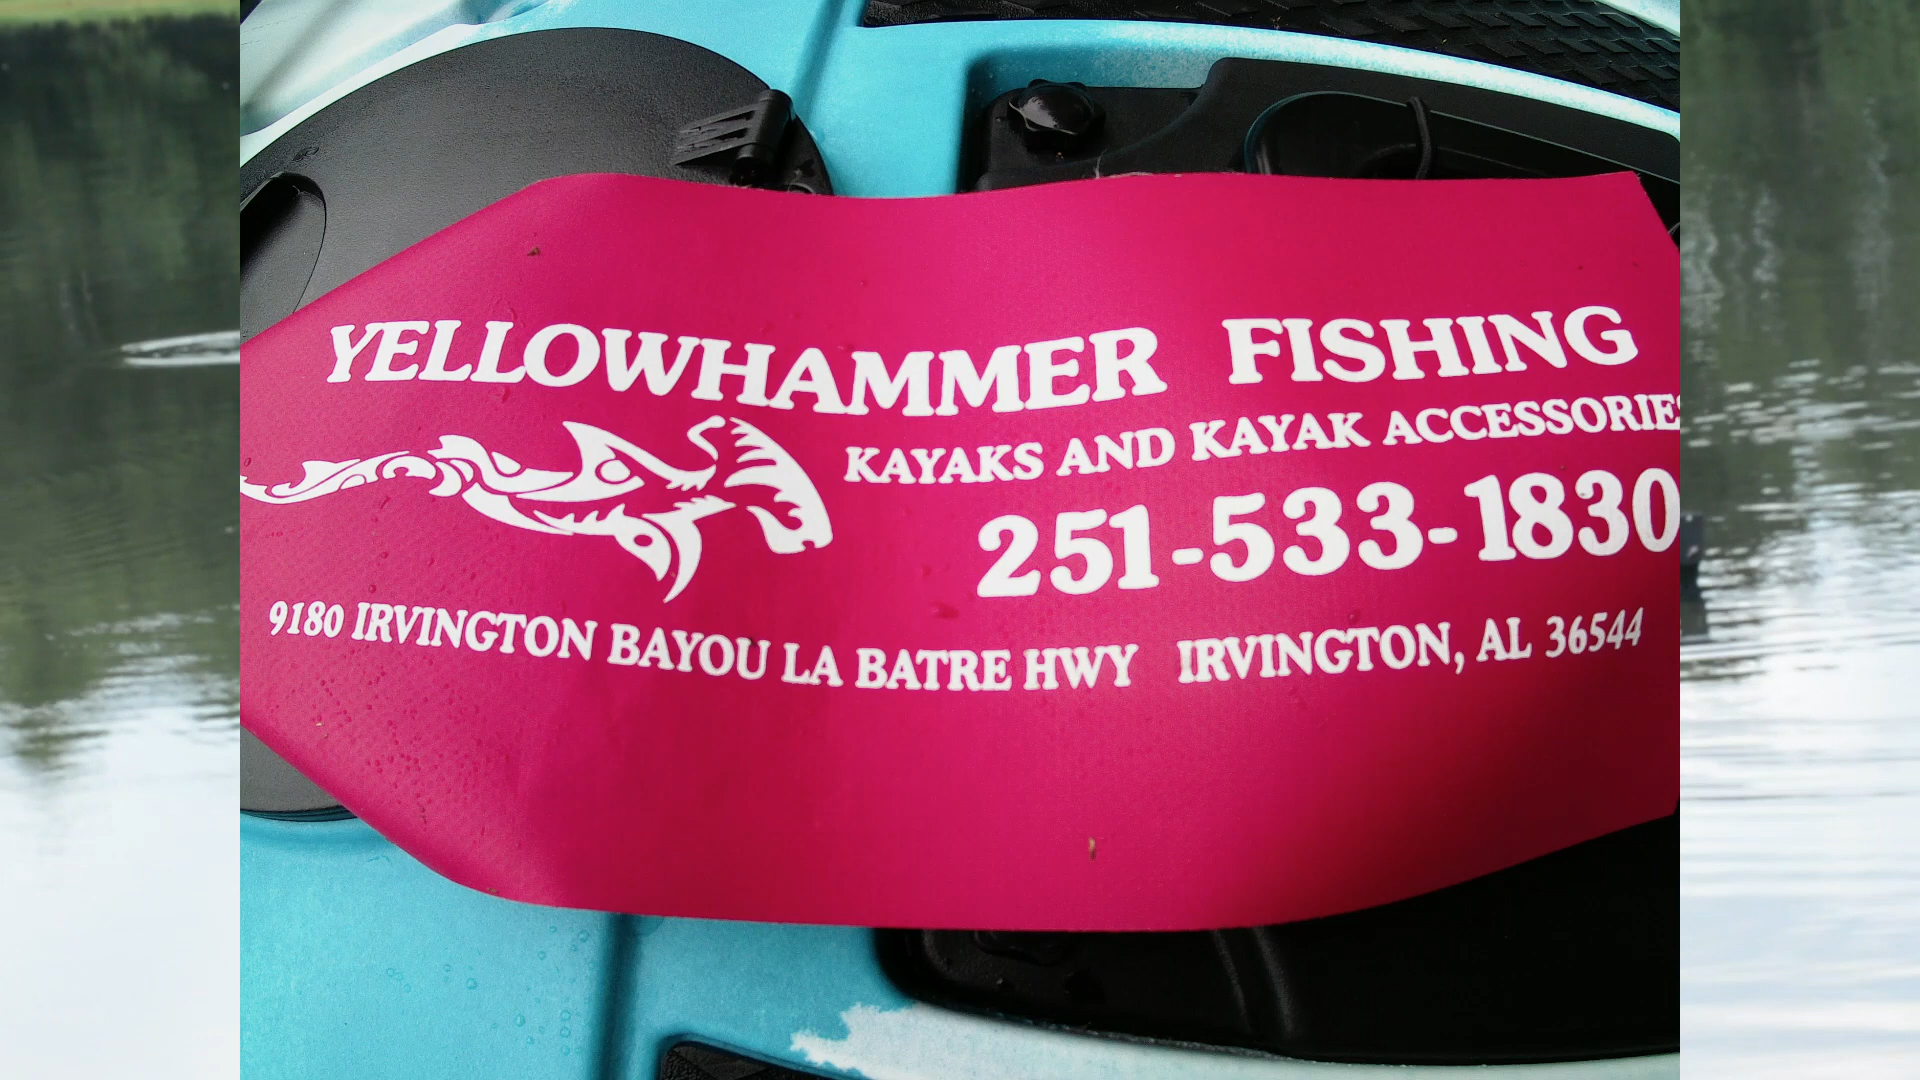 YELLOWHAMMER FISHING
KAYAKS AND KAYAK ACCESSORIES
251-533-1830
9180 IRVINGTON BAYOU LA BATRE HWY IRVINGTON, AL 36544